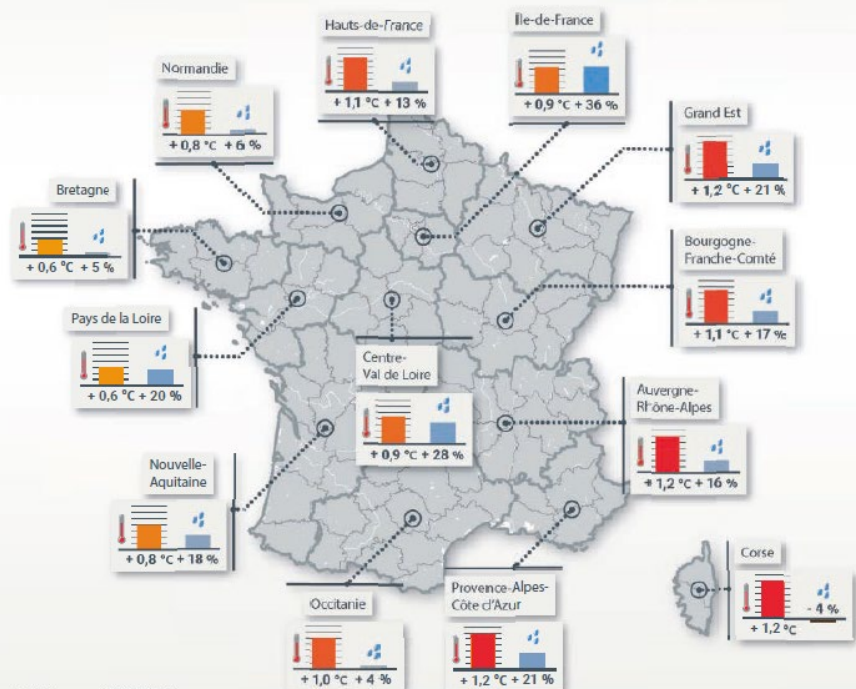 Hauts-de-France
+ 1,1 °C + 13 %
Île-de-France
+ 0,9 °C + 36 %
Normandie
+ 0,8 °C + 6 %
Grand Est
+ 1,2 °C + 21 %
Bretagne
+ 0,6 °C + 5 %
Bourgogne-
Franche-Comté
+ 1,1 °C + 17 %
Pays de la Loire
+ 0,6 °C + 20 %
Centre-
Val de Loire
+ 0,9 °C + 28 %
Auvergne-
Rhône-Alpes
+ 1,2 °C + 16 %
Nouvelle-
Aquitaine
+ 0,8 °C + 18 %
Occitanie
+ 1,0 °C + 4 %
Provence-Alpes-
Côte d'Azur
+ 1,2 °C + 21 %
Corse
- 4 %
+ 1,2 °C